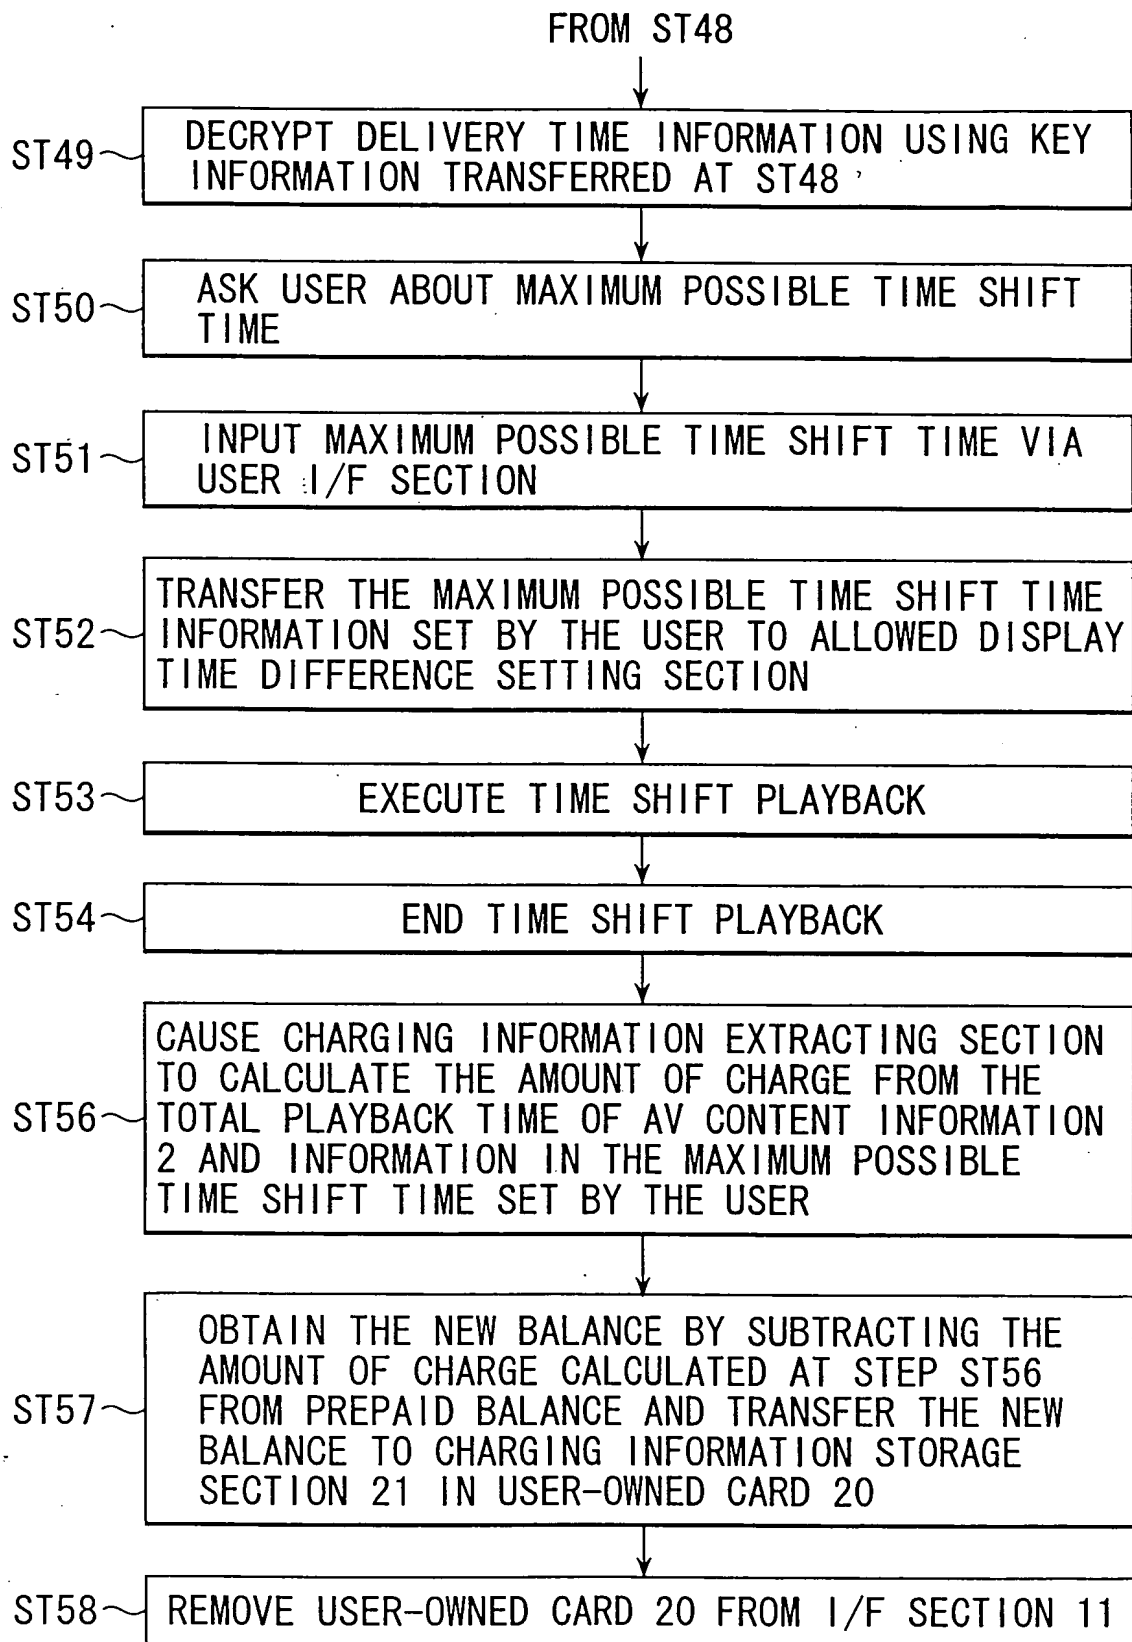 FROM ST48
ST49
DECRYPT DELIVERY TIME INFORMATION USING KEY
INFORMATION TRANSFERRED AT ST48
ST50
ASK USER ABOUT MAXIMUM POSSIBLE TIME SHIFT
TIME
ST51
INPUT MAXIMUM POSSIBLE TIME SHIFT TIME VIA
USER I/F SECTION
ST52
TRANSFER THE MAXIMUM POSSIBLE TIME SHIFT TIME
INFORMATION SET BY THE USER TO ALLOWED DISPLAY
TIME DIFFERENCE SETTING SECTION
ST53
EXECUTE TIME SHIFT PLAYBACK
ST54
END TIME SHIFT PLAYBACK
ST56
CAUSE CHARGING INFORMATION EXTRACTING SECTION
TO CALCULATE THE AMOUNT OF CHARGE FROM THE
TOTAL PLAYBACK TIME OF AV CONTENT INFORMATION
2 AND INFORMATION IN THE MAXIMUM POSSIBLE
TIME SHIFT TIME SET BY THE USER
ST57
OBTAIN THE NEW BALANCE BY SUBTRACTING THE
AMOUNT OF CHARGE CALCULATED AT STEP ST56
FROM PREPAID BALANCE AND TRANSFER THE NEW
BALANCE TO CHARGING INFORMATION STORAGE
SECTION 21 IN USER-OWNED CARD 20
ST58
REMOVE USER-OWNED CARD 20 FROM I/F SECTION 11